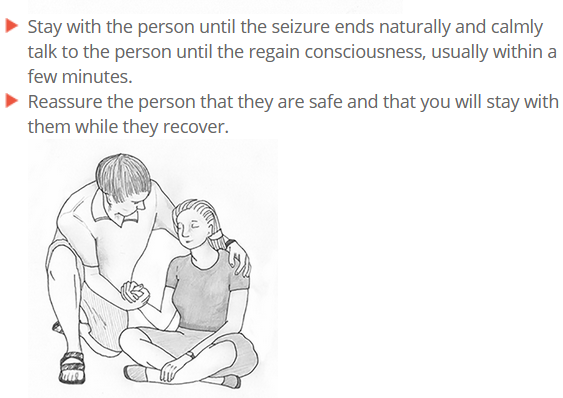 Stay with the person until the seizure ends naturally and calmly
talk to the person until the regain consciousness, usually within a
few minutes.
Reassure the person that they are safe and that you will stay with
them while they recover.